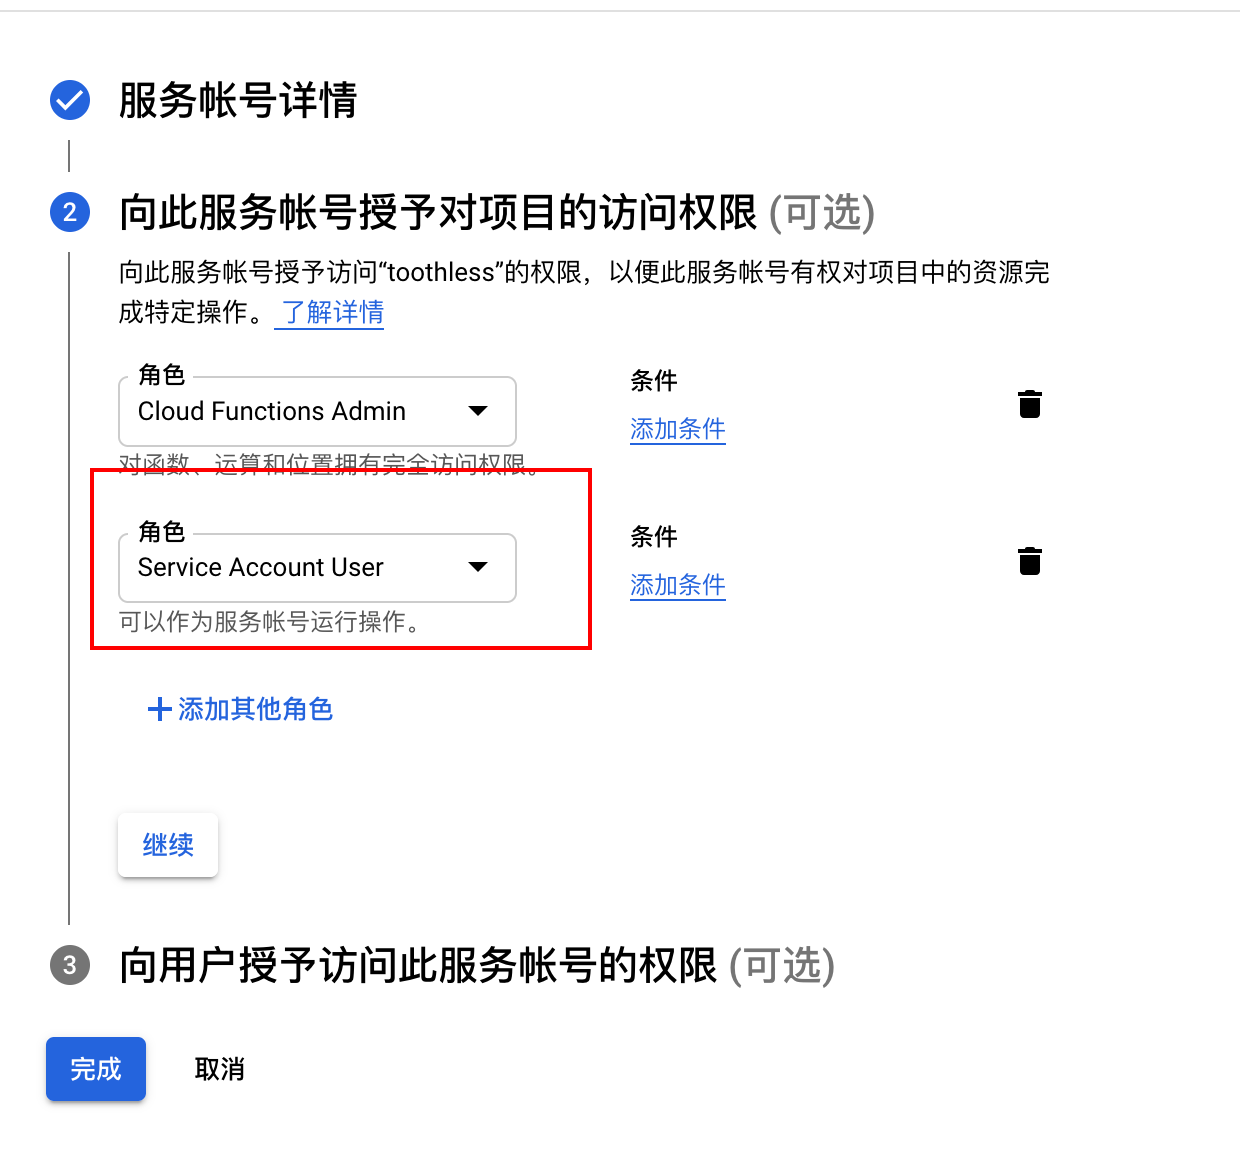 服务帐号详情
2 向此服务帐号授予对项目的访问权限 (可选)
向此服务帐号授予访问“toothless”的权限，以便此服务帐号有权对项目中的资源完
成特定操作。 了解详情
角色
Cloud Functions Admin
条件
添加条件
对函数、运算和位置拥有完全访问权限。
角色
Service Account User
条件
添加条件
可以作为服务帐号运行操作。
添加其他角色
继续
3 向用户授予访问此服务帐号的权限 (可选)
完成 取消